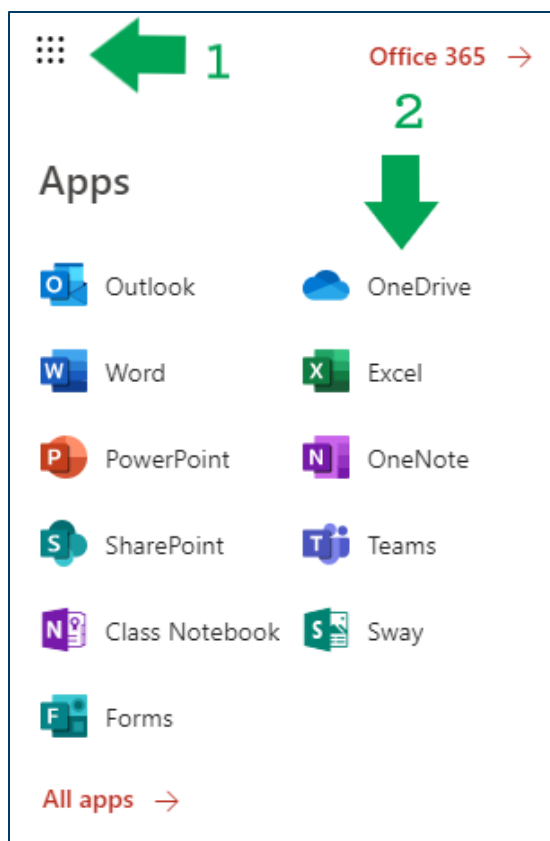 1
Office 365 →
2
Apps
Outlook
OneDrive
Word
Excel
PowerPoint
OneNote
SharePoint
Teams
Class Notebook
Sway
Forms
All apps →